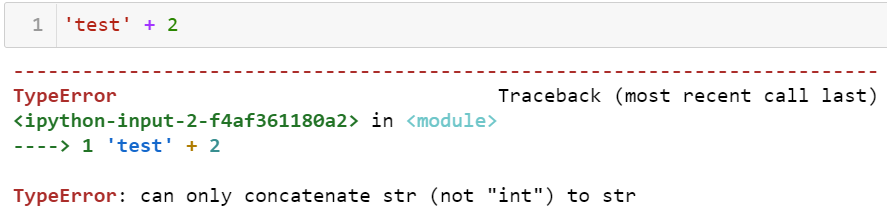 1 'test' + 2
---------------------------------------------------------------------------
TypeError Traceback (most recent call last)
<ipython-input-2-f4af361180a2> in <module>
----> 1 'test' + 2
TypeError: can only concatenate str (not "int") to str